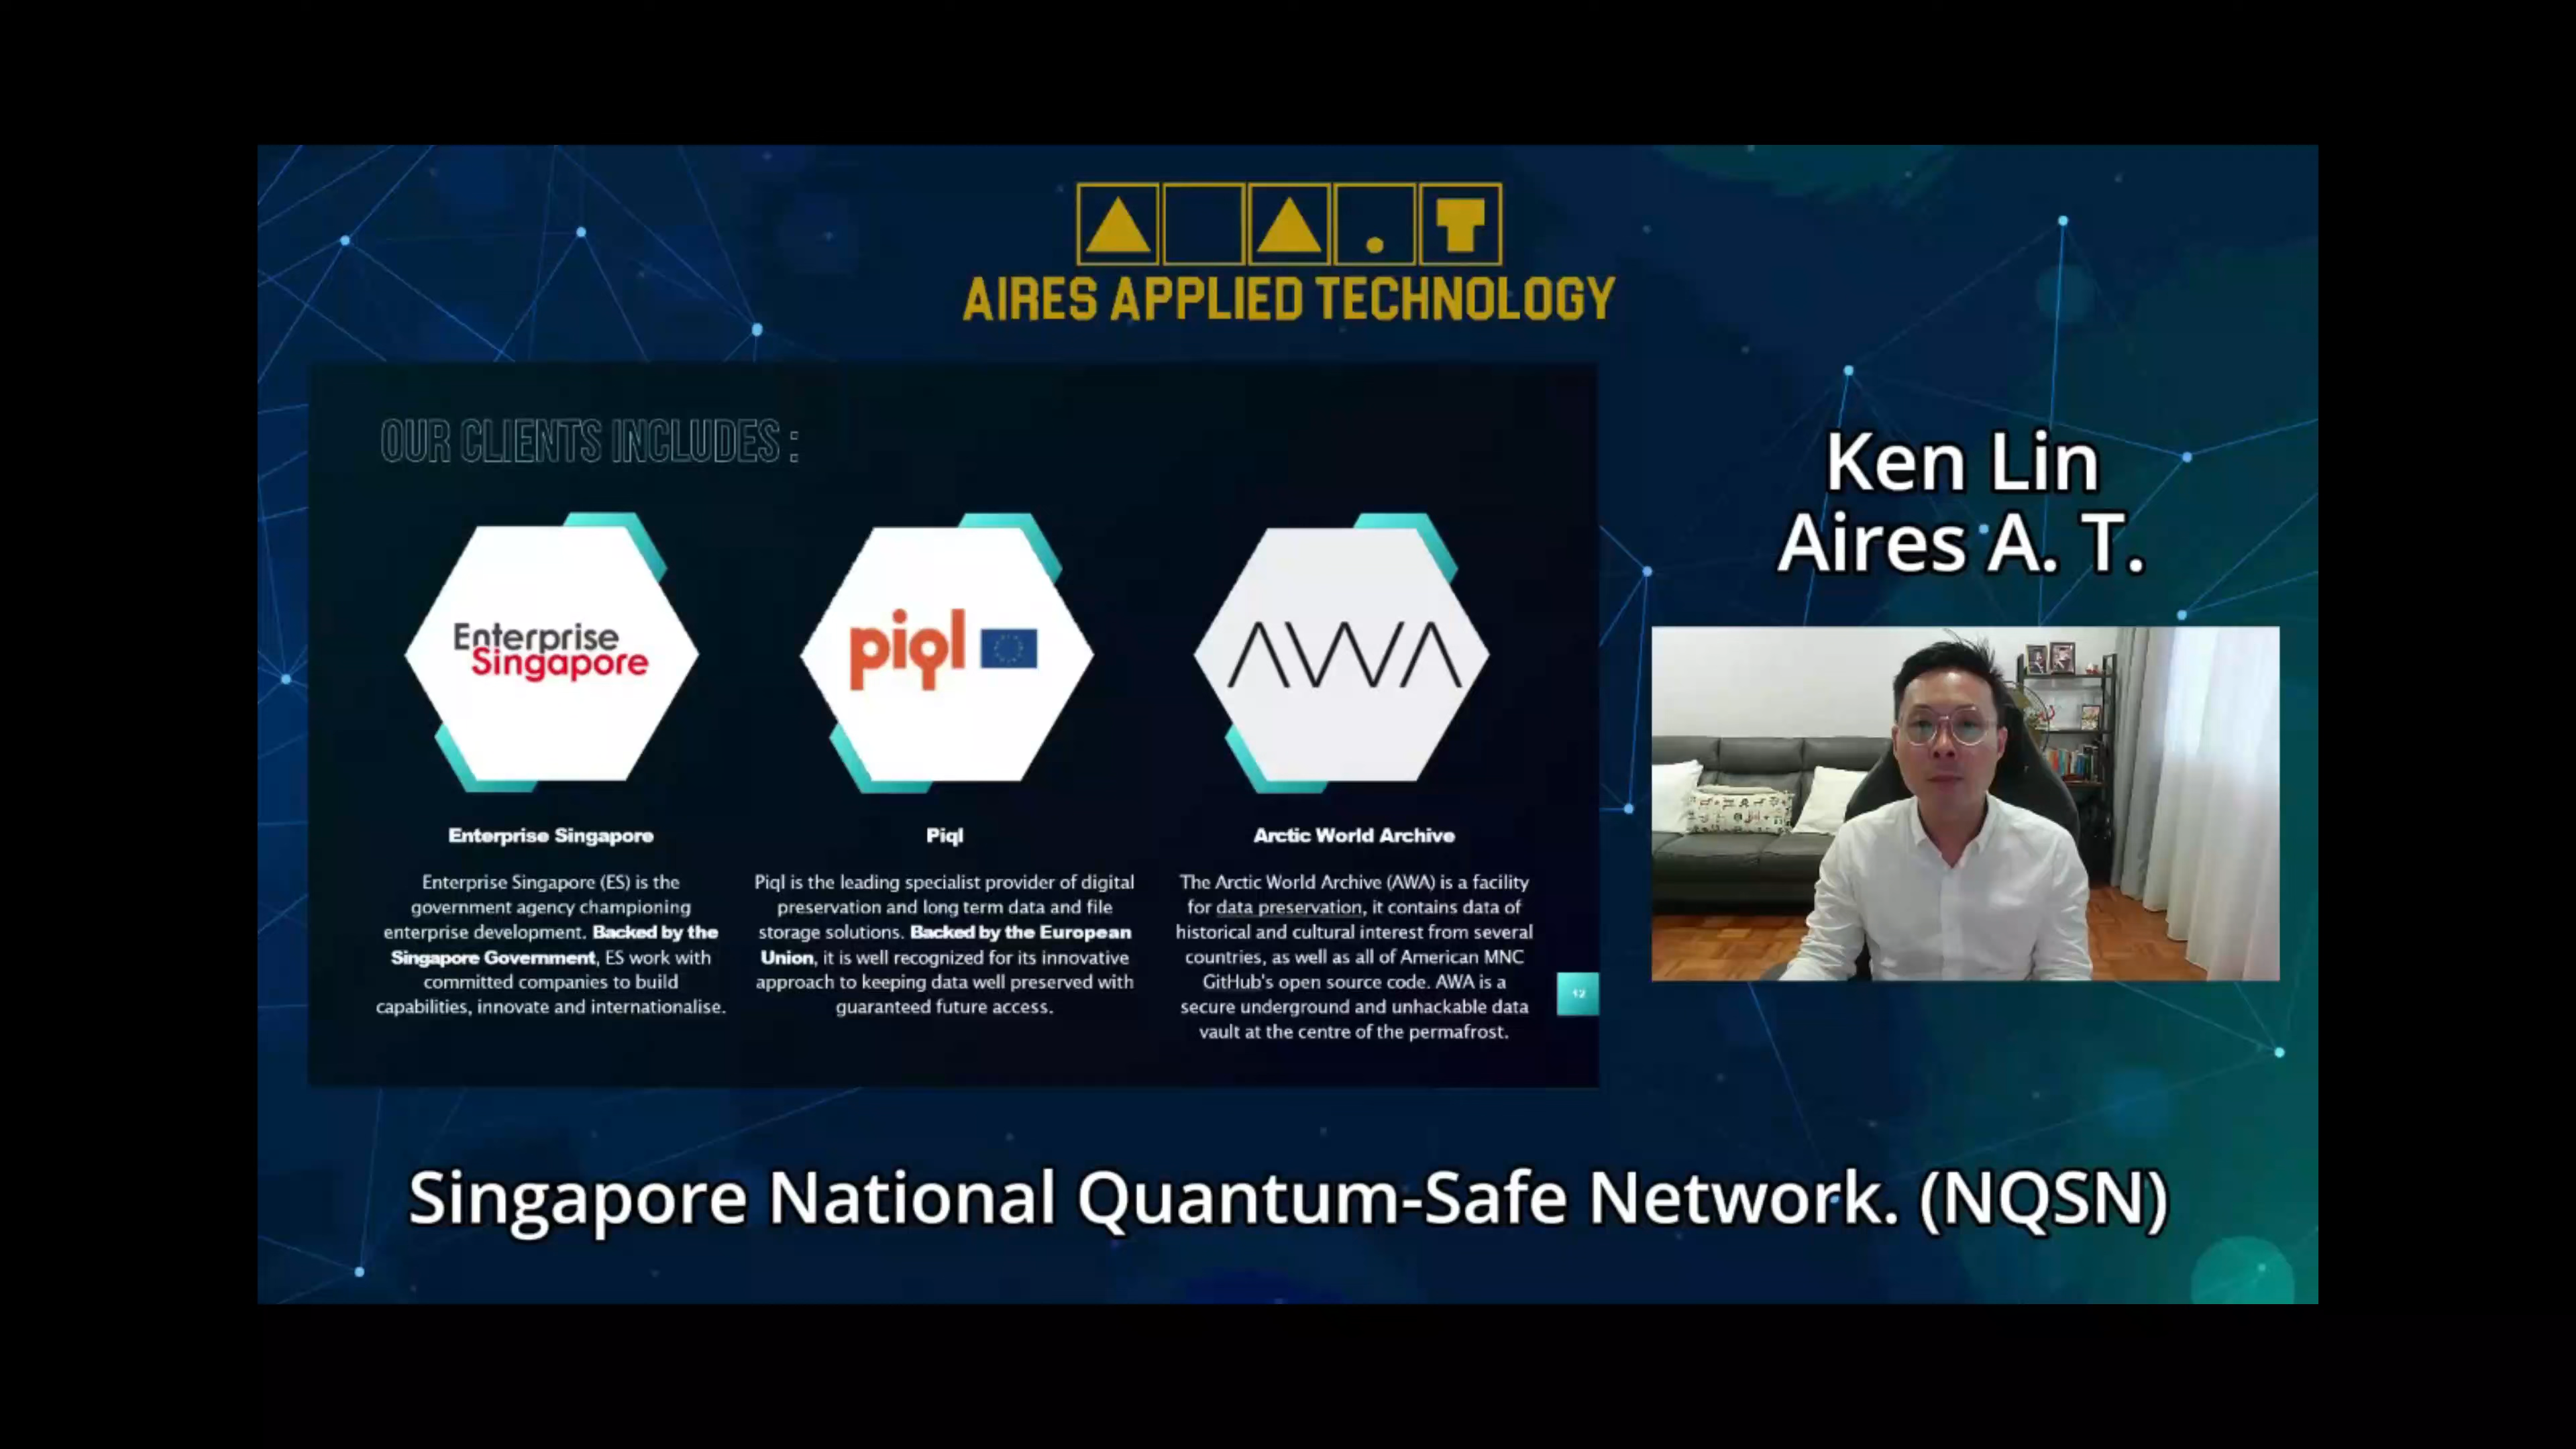 A A.T
AIRES APPLIED TECHNOLOGY
OUR CLIENTS INCLUDES :
Enterprise
Singapore
piql
AWA
Enterprise Singapore
Enterprise Singapore (ES) is the
government agency championing
enterprise development. Backed by the
Singapore Government, ES work with
committed companies to build
capabilities, innovate and internationalise.
Piql
Piql is the leading specialist provider of digital
preservation and long term data and file
storage solutions. Backed by the European
Union, it is well recognized for its innovative
approach to keeping data well preserved with
guaranteed future access.
Arctic World Archive
The Arctic World Archive (AWA) is a facility
for data preservation, it contains data of
historical and cultural interest from several
countries, as well as all of American MNC
GitHub's open source code. AWA is a
secure underground and unhackable data
vault at the centre of the permafrost.
12
Ken Lin
Aires A. T.
Singapore National Quantum-Safe Network. (NQSN)